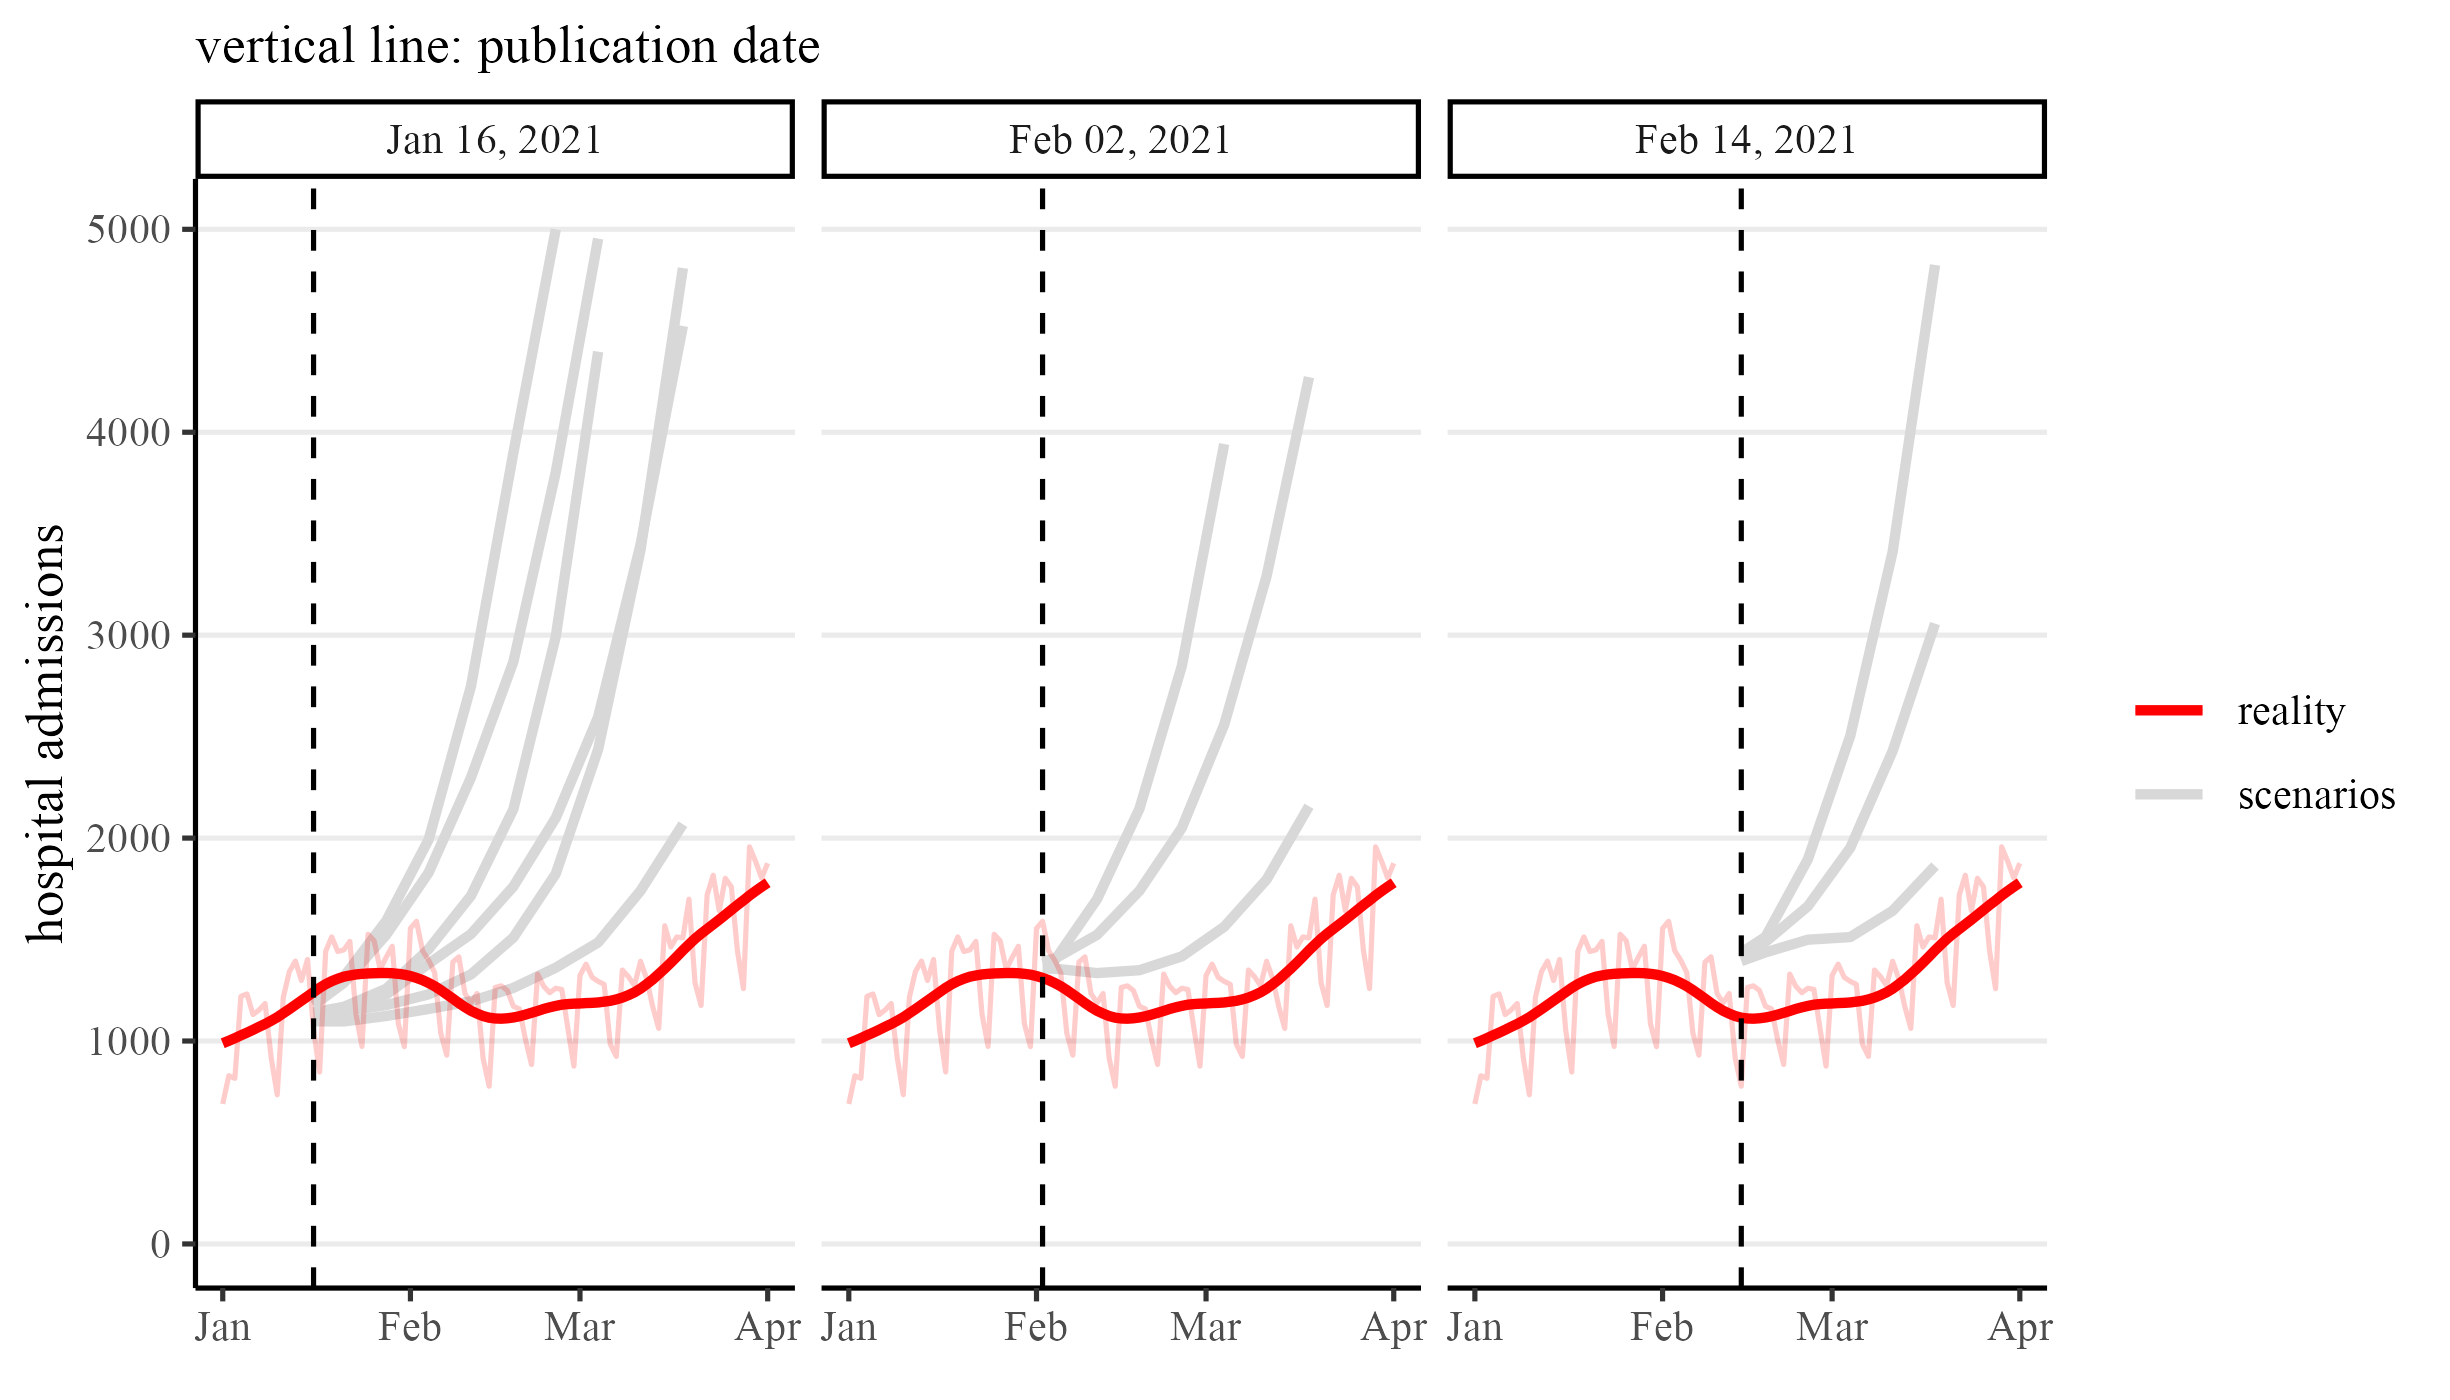 vertical line: publication date
Jan 16, 2021
Feb 02, 2021
Feb 14, 2021
hospital admissions
5000
4000
3000
2000
1000
0
Jan Feb Mar Apr Jan Feb Mar Apr Jan Feb Mar Apr
reality
scenarios